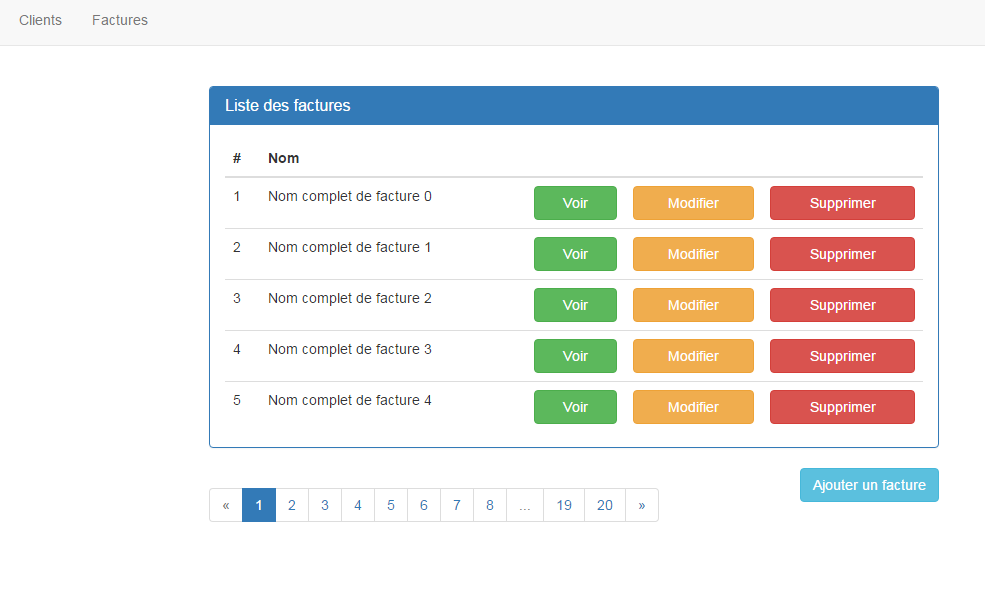 Clients Factures
Liste des factures
# Nom
1 Nom complet de facture 0 Voir Modifier Supprimer
2 Nom complet de facture 1 Voir Modifier Supprimer
3 Nom complet de facture 2 Voir Modifier Supprimer
4 Nom complet de facture 3 Voir Modifier Supprimer
5 Nom complet de facture 4 Voir Modifier Supprimer
Ajouter un facture
« 1 2 3 4 5 6 7 8 ... 19 20 »